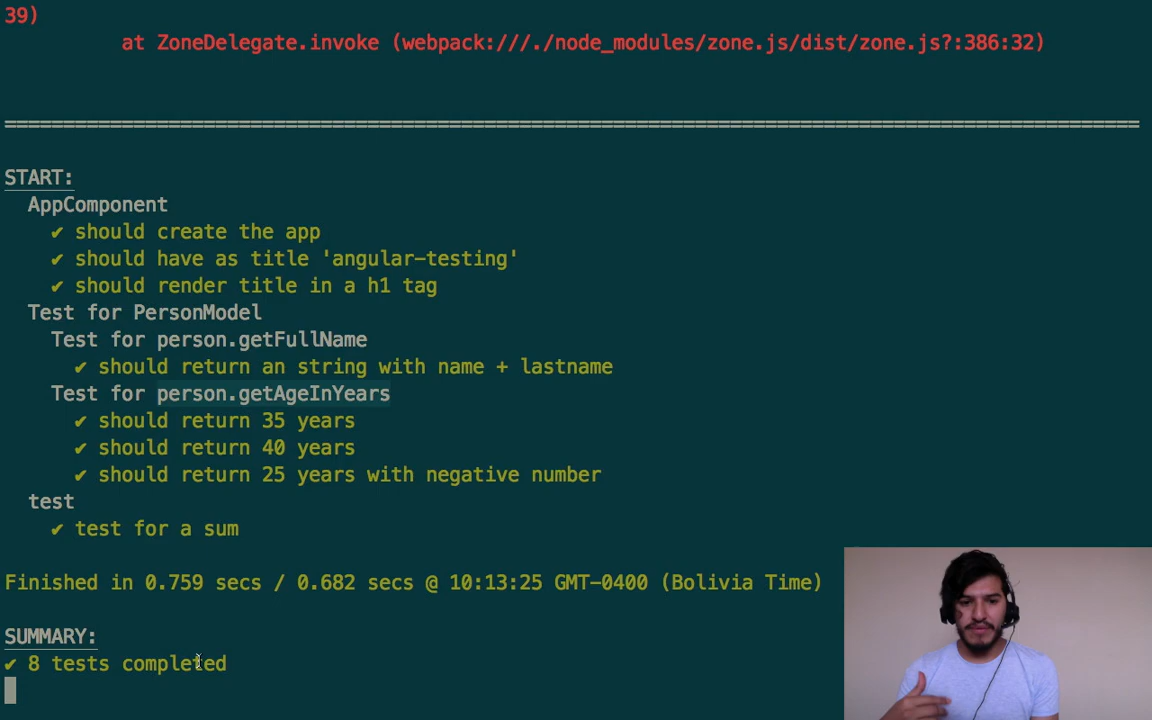 39)
at ZoneDelegate.invoke (webpack:///./node_modules/zone.js/dist/zone.js?:386:32)
================================================================================================
START:
AppComponent
✔ should create the app
✔ should have as title 'angular-testing'
✔ should render title in a h1 tag
Test for PersonModel
Test for person.getFullName
✔ should return an string with name + lastname
Test for person.getAgeInYears
✔ should return 35 years
✔ should return 40 years
✔ should return 25 years with negative number
test
✔ test for a sum
Finished in 0.759 secs / 0.682 secs @ 10:13:25 GMT-0400 (Bolivia Time)
SUMMARY:
✔ 8 tests completed